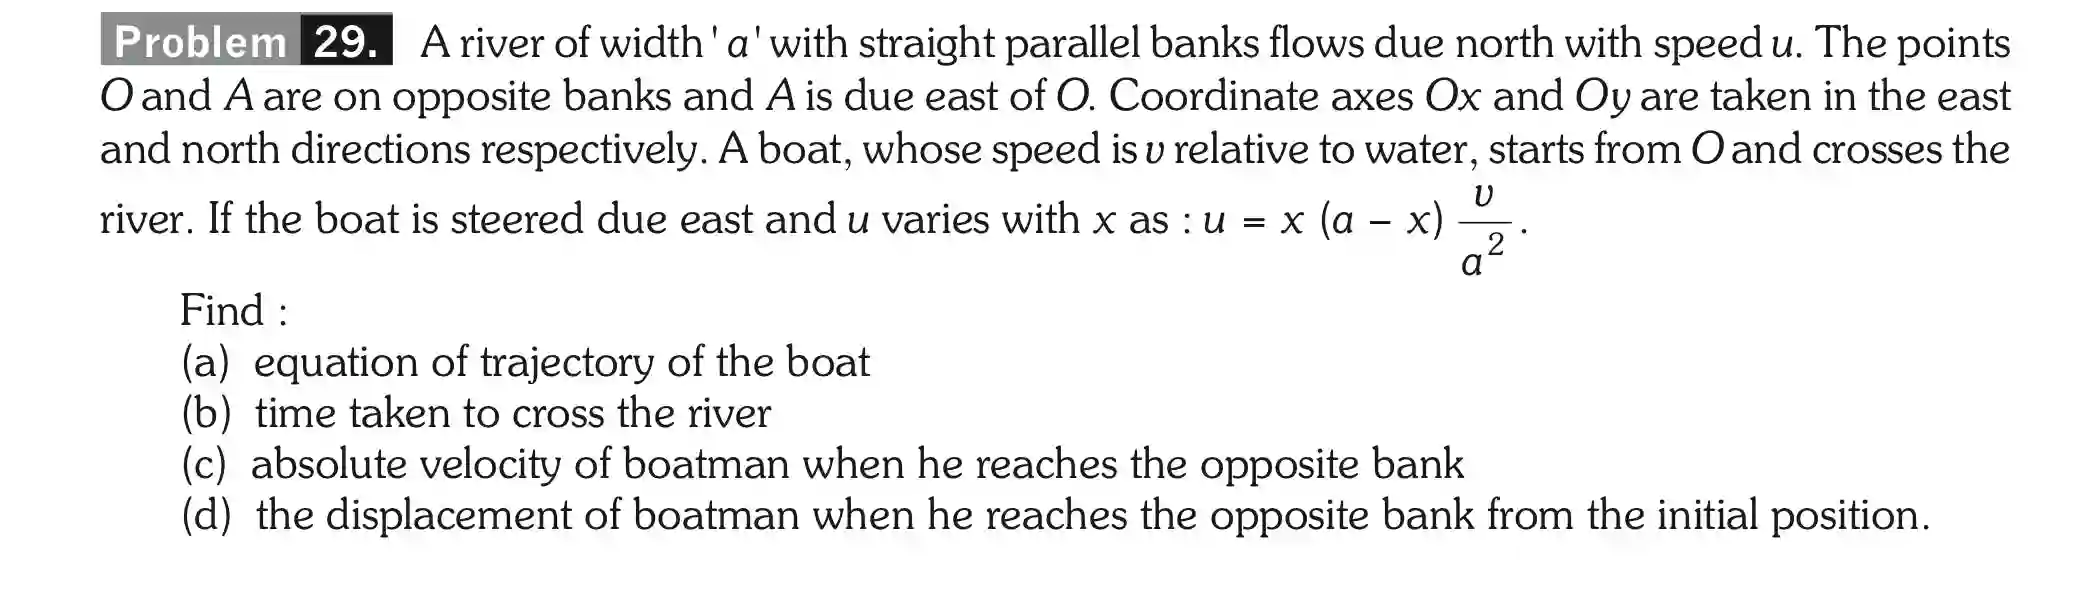 Problem 29. A river of width 'a' with straight parallel banks flows due north with speed u. The points
O and A are on opposite banks and A is due east of O. Coordinate axes Ox and Oy are taken in the east
and north directions respectively. A boat, whose speed is v relative to water, starts from O and crosses the
river. If the boat is steered due east and u varies with x as : u = x (a – x) v/a².
Find :
(a) equation of trajectory of the boat
(b) time taken to cross the river
(c) absolute velocity of boatman when he reaches the opposite bank
(d) the displacement of boatman when he reaches the opposite bank from the initial position.